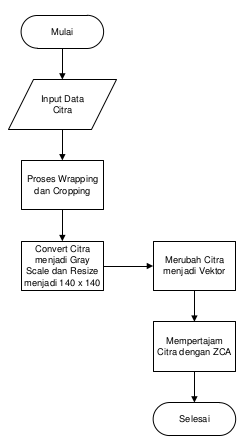 Mulai
Input Data
Citra
Proses Wrapping
dan Cropping
Convert Citra
menjadi Gray
Scale dan Resize
menjadi 140 x 140
Merubah Citra
menjadi Vektor
Mempertajam
Citra dengan ZCA
Selesai